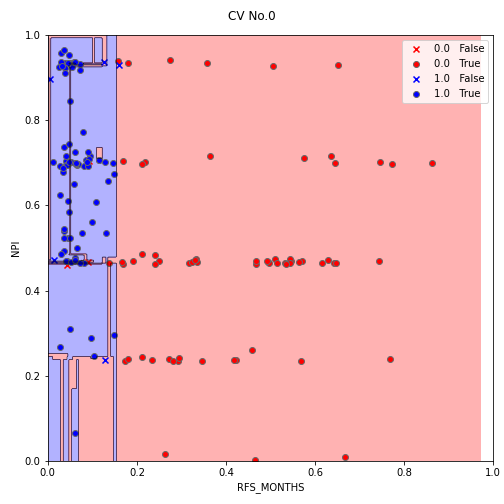 CV No.0
1.0
0.8
0.6
0.4
0.2
0.0
NPI
0.0 False
0.0 True
1.0 False
1.0 True
0.0 0.2 0.4 0.6 0.8 1.0
RFS_MONTHS